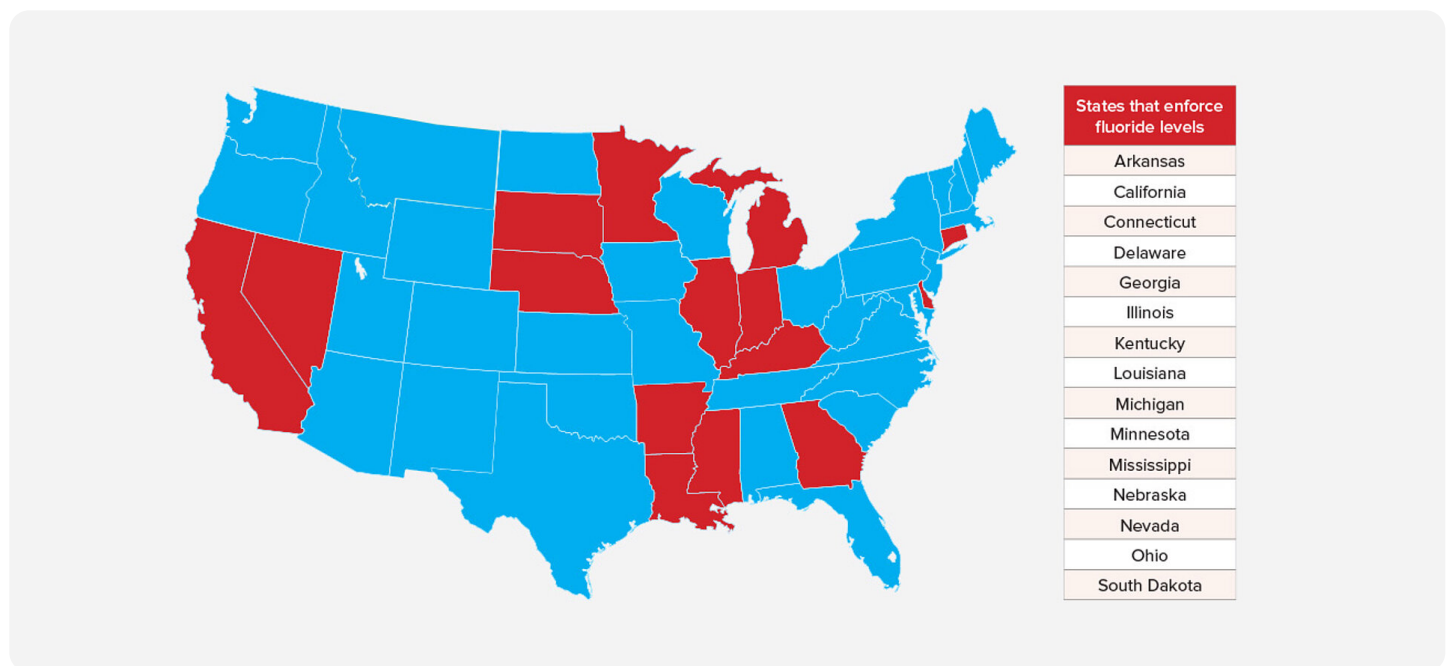 States that enforce
fluoride levels
Arkansas
California
Connecticut
Delaware
Georgia
Illinois
Kentucky
Louisiana
Michigan
Minnesota
Mississippi
Nebraska
Nevada
Ohio
South Dakota